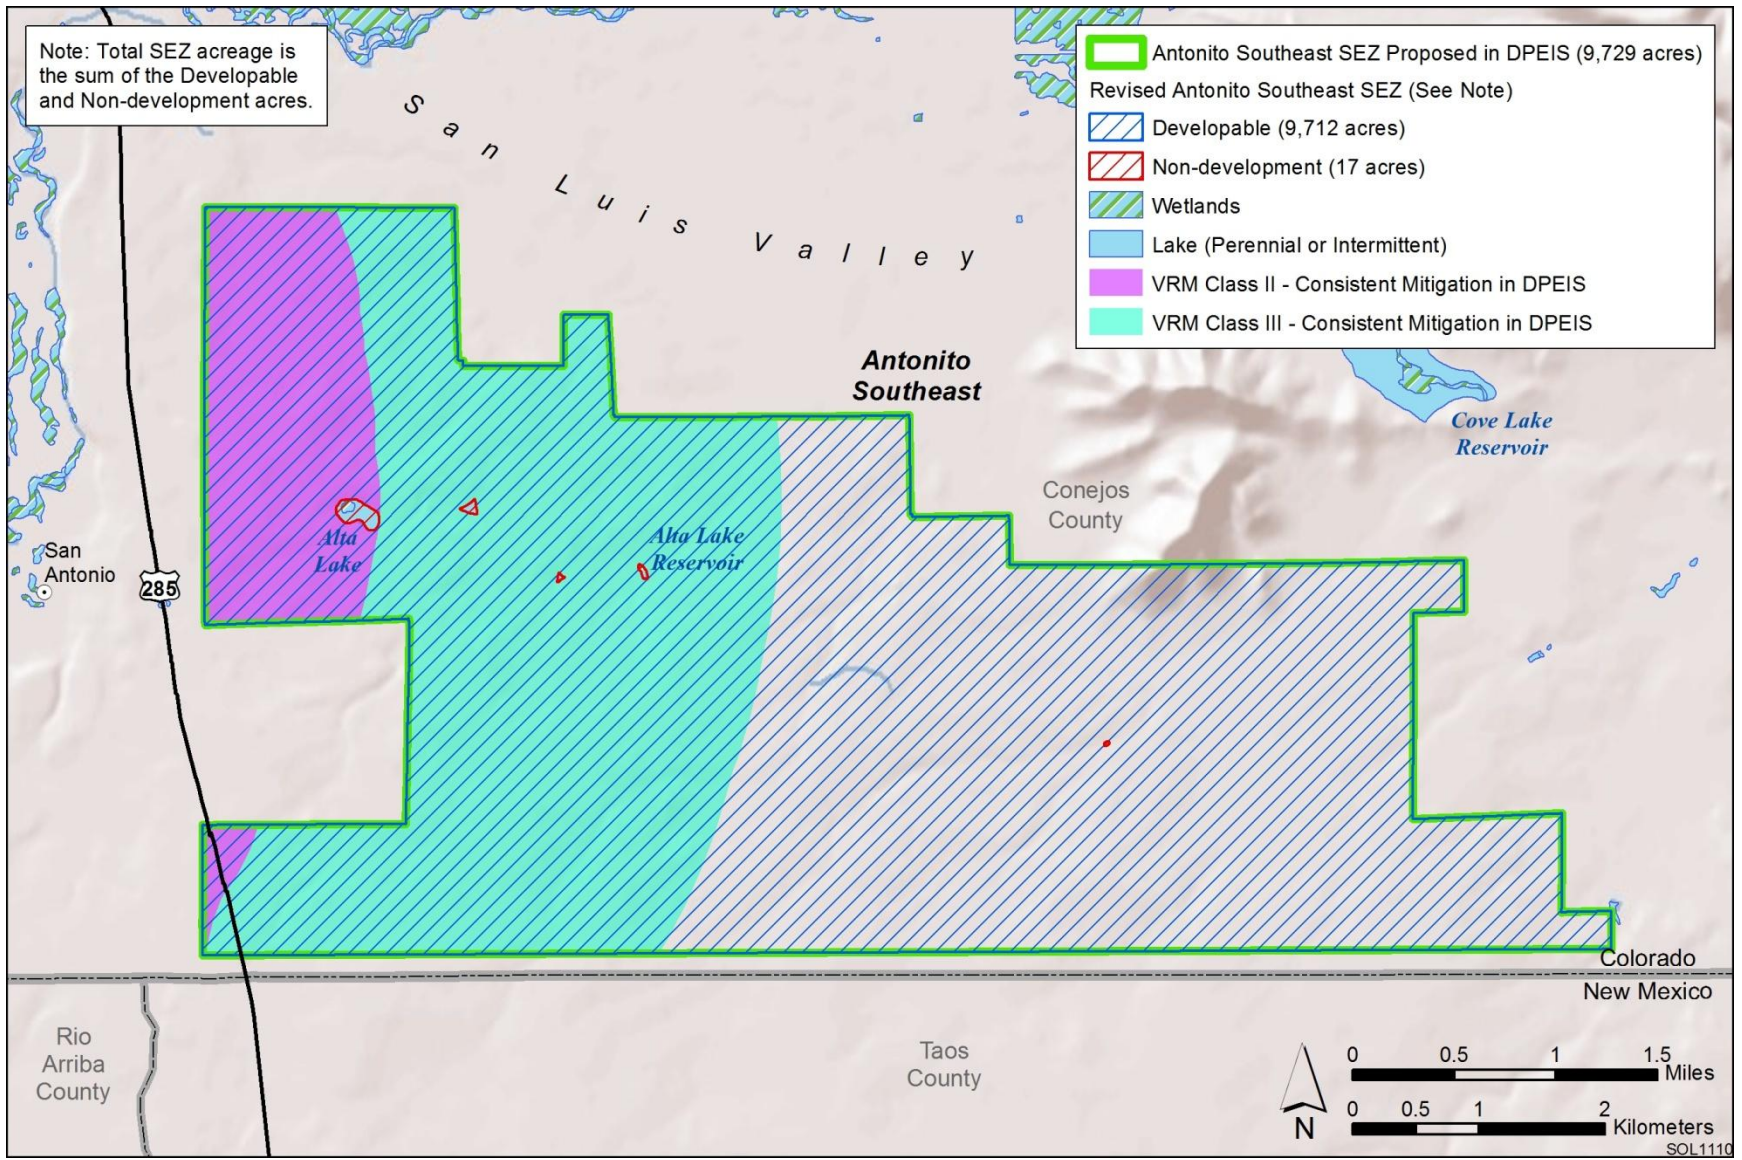 Note: Total SEZ acreage is
the sum of the Developable
and Non-development acres.
Antonito Southeast SEZ Proposed in DPEIS (9,729 acres)
Revised Antonito Southeast SEZ (See Note)
Developable (9,712 acres)
Non-development (17 acres)
Wetlands
Lake (Perennial or Intermittent)
VRM Class II - Consistent Mitigation in DPEIS
VRM Class III - Consistent Mitigation in DPEIS
San Luis Valley
Antonito
Southeast
Cove Lake
Reservoir
Conejos
County
Alta
Lake
Alta Lake
Reservoir
San
Antonio
285
Colorado
New Mexico
Rio
Arriba
County
Taos
County
N
0 0.5 1 1.5
Miles
0 0.5 1 2
Kilometers
SOL1110